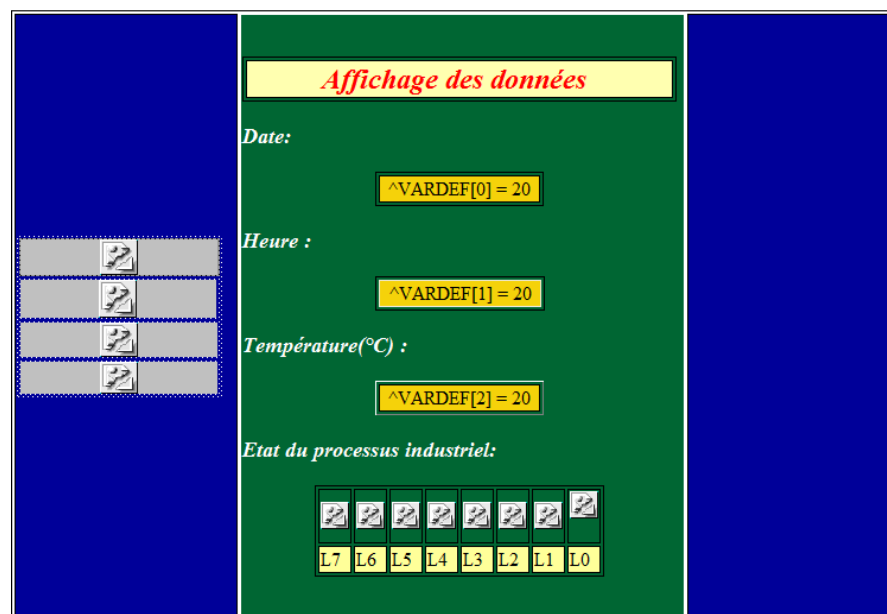 Affichage des données
Date:
^VARDEF[0] = 20
Heure :
^VARDEF[1] = 20
Température(°C) :
^VARDEF[2] = 20
Etat du processus industriel:
L7 L6 L5 L4 L3 L2 L1 L0